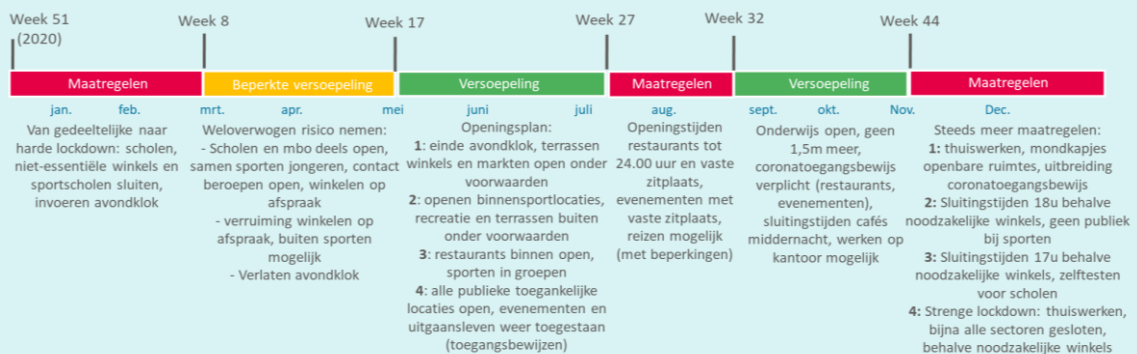 Week 51
(2020)
Week 8
Week 17
Week 27
Week 32
Week 44
Maatregelen
Beperkte versoepeling
Versoepeling
Maatregelen
Versoepeling
Maatregelen
jan.
feb.
mrt.
apr.
mei
juni
juli
aug.
sept.
okt.
Nov.
Dec.
Van gedeeltelijke naar
harde lockdown: scholen,
niet-essentiële winkels en
sportscholen sluiten,
invoeren avondklok
Weloverwogen risico nemen:
- Scholen en mbo deels open,
samen sporten jongeren, contact
beroepen open, winkelen op
afspraak
- verruiming winkelen op
afspraak, buiten sporten
mogelijk
- Verlaten avondklok
Openingsplan:
1: einde avondklok, terrassen
winkels en markten open onder
voorwaarden
2: openen binnensportlocaties,
recreatie en terrassen buiten
onder voorwaarden
3: restaurants binnen open,
sporten in groepen
4: alle publieke toegankelijke
locaties open, evenementen en
uitgaansleven weer toegestaan
(toegangsbewijzen)
Openingstijden
restaurants tot
24.00 uur en vaste
zitplaats,
evenementen met
vaste zitplaats,
reizen mogelijk
(met beperkingen)
Onderwijs open, geen
1,5m meer,
coronatoegangsbewijs
verplicht (restaurants,
evenementen),
sluitingstijden cafés
middernacht, werken op
kantoor mogelijk
Steeds meer maatregelen:
1: thuiswerken, mondkapjes
openbare ruimtes, uitbreiding
coronatoegangsbewijs
2: Sluitingstijden 18u behalve
noodzakelijke winkels, geen publiek
bij sporten
3: Sluitingstijden 17u behalve
noodzakelijke winkels, zelftesten
voor scholen
4: Strenge lockdown: thuiswerken,
bijna alle sectoren gesloten,
behalve noodzakelijke winkels